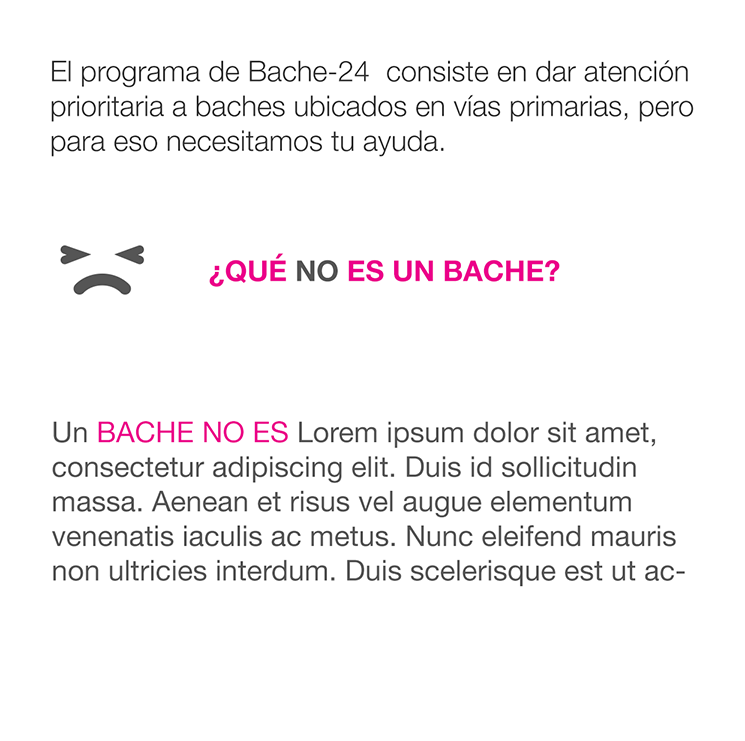 El programa de Bache-24  consiste en dar atención
prioritaria a baches ubicados en vías primarias, pero
para eso necesitamos tu ayuda.
¿QUÉ NO ES UN BACHE?
Un BACHE NO ES Lorem ipsum dolor sit amet,
consectetur adipiscing elit. Duis id sollicitudin
massa. Aenean et risus vel augue elementum
venenatis iaculis ac metus. Nunc eleifend mauris
non ultricies interdum. Duis scelerisque est ut ac-